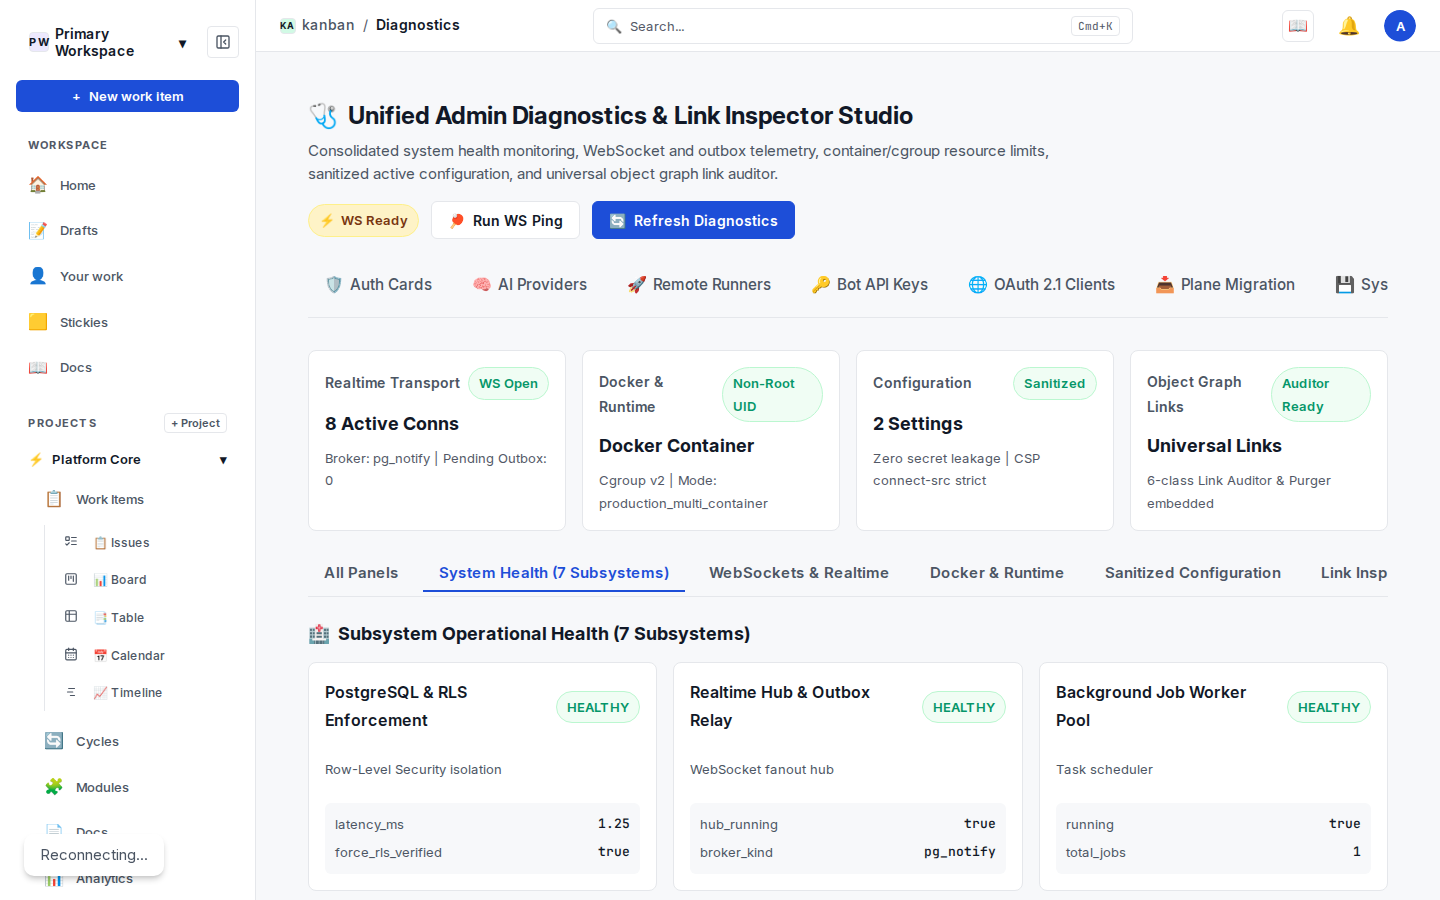 PW
Primary Workspace
+ New work item
WORKSPACE
Home
Drafts
Your work
Stickies
Docs
PROJECTS
+ Project
Platform Core
Work Items
Issues
Board
Table
Calendar
Timeline
Cycles
Modules
Docs
Reconnecting...
Analytics
KA kanban / Diagnostics
Search...
Cmd+K
A
Unified Admin Diagnostics & Link Inspector Studio
Consolidated system health monitoring, WebSocket and outbox telemetry, container/cgroup resource limits,
sanitized active configuration, and universal object graph link auditor.
WS Ready
Run WS Ping
Refresh Diagnostics
Auth Cards
AI Providers
Remote Runners
Bot API Keys
OAuth 2.1 Clients
Plane Migration
Sys
Realtime Transport
WS Open
8 Active Conns
Broker: pg_notify | Pending Outbox:
0
Docker &
Runtime
Non-Root
UID
Docker Container
Cgroup v2 | Mode:
production_multi_container
Configuration
Sanitized
2 Settings
Zero secret leakage | CSP
connect-src strict
Object Graph
Links
Auditor
Ready
Universal Links
6-class Link Auditor & Purger
embedded
All Panels
System Health (7 Subsystems)
WebSockets & Realtime
Docker & Runtime
Sanitized Configuration
Link Insp
Subsystem Operational Health (7 Subsystems)
PostgreSQL & RLS
Enforcement
HEALTHY
Row-Level Security isolation
latency_ms 1.25
force_rls_verified true
Realtime Hub & Outbox
Relay
HEALTHY
WebSocket fanout hub
hub_running true
broker_kind pg_notify
Background Job Worker
Pool
HEALTHY
Task scheduler
running true
total_jobs 1